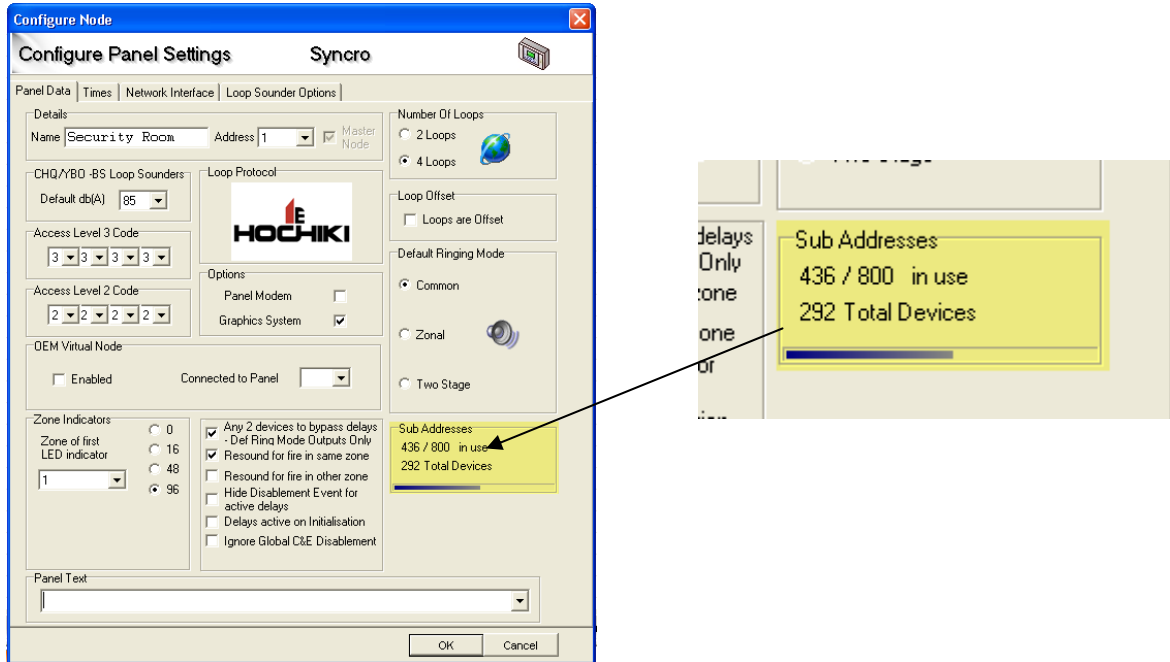 Configure Node
Configure Panel Settings Syncro
Panel Data Times Network Interface Loop Sounder Options
Details
Name Security Room Address 1 Master Node
Number Of Loops
2 Loops
4 Loops
CHQ/YBO -BS Loop Sounders
Default db(A) 85
Loop Protocol
HOCHIKI
Loop Offset
Loops are Offset
Access Level 3 Code
3 3 3 3
Access Level 2 Code
2 2 2 2
Options
Panel Modem
Graphics System
Default Ringing Mode
Common
Zonal
Two Stage
OEM Virtual Node
Enabled Connected to Panel
Zone Indicators
Zone of first
LED indicator
1
0
16
48
96
Any 2 devices to bypass delays
- Def Ring Mode Outputs Only
Resound for fire in same zone
Resound for fire in other zone
Hide Disablement Event for
active delays
Delays active on Initialisation
Ignore Global C&E Disablement
Sub Addresses
436 / 800 in use
292 Total Devices
Panel Text
OK Cancel
delays
Only
zone
one
or
Sub Addresses
436 / 800 in use
292 Total Devices